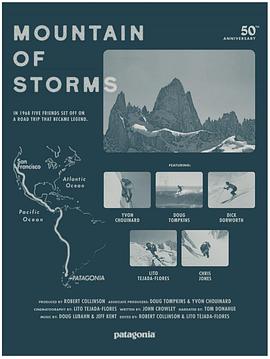 MOUNTAIN
OF
STORMS
50TH
ANNIVERSARY
IN 1968 FIVE FRIENDS SET OFF ON
A ROAD TRIP THAT BECAME LEGEND.
San
Francisco
Atlantic
Ocean
Pacific
Ocean
PATAGONIA
FEATURING:
YVON
CHOUINARD
DOUG
TOMPKINS
DICK
DORWORTH
LITO
TEJADA-FLORES
CHRIS
JONES
PRODUCED BY ROBERT COLLINSON ASSOCIATE PRODUCERS: DOUG TOMPKINS & YVON CHOUINARD
CINEMATOGRAPHY BY LITO TEJADA-FLORES WRITTEN BY JOHN CROWLEY NARRATED BY TOM DONAHUE
MUSIC BY: DOUG LUBAHN & JEFF KENT EDITED BY: ROBERT COLLINSON & LITO TEJADA-FLORES
patagonia